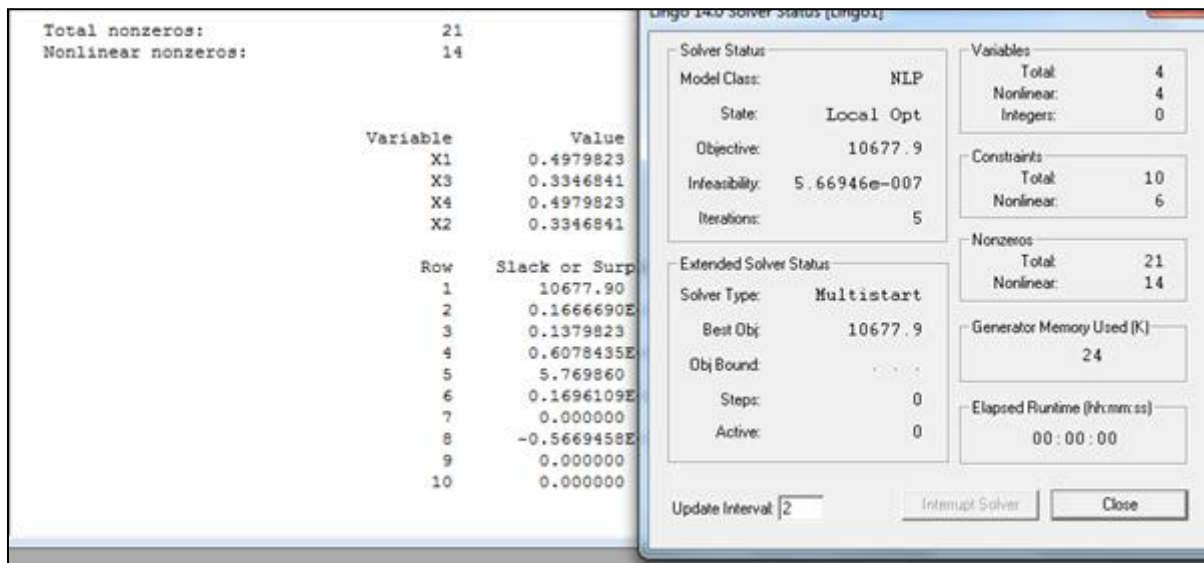 Total nonzeros: 21
Nonlinear nonzeros: 14
Variable Value
X1 0.4979823
X3 0.3346841
X4 0.4979823
X2 0.3346841
Row Slack or Surp
1 10677.90
2 0.1666690E
3 0.1379823
4 0.6078435E
5 5.769860
6 0.1696109E
7 0.000000
8 -0.5669458E
9 0.000000
10 0.000000
Lingo 14.0 Solver Status [Lingo1]
Solver Status
Model Class: NLP
State: Local Opt
Objective: 10677.9
Infeasibility: 5.66946e-007
Iterations: 5
Extended Solver Status
Solver Type: Multistart
Best Obj: 10677.9
Obj Bound: . . .
Steps: 0
Active: 0
Update Interval: 2
Variables
Total: 4
Nonlinear: 4
Integers: 0
Constraints
Total: 10
Nonlinear: 6
Nonzeros
Total: 21
Nonlinear: 14
Generator Memory Used (K)
24
Elapsed Runtime (hh:mm:ss)
00:00:00
Interrupt Solver
Close